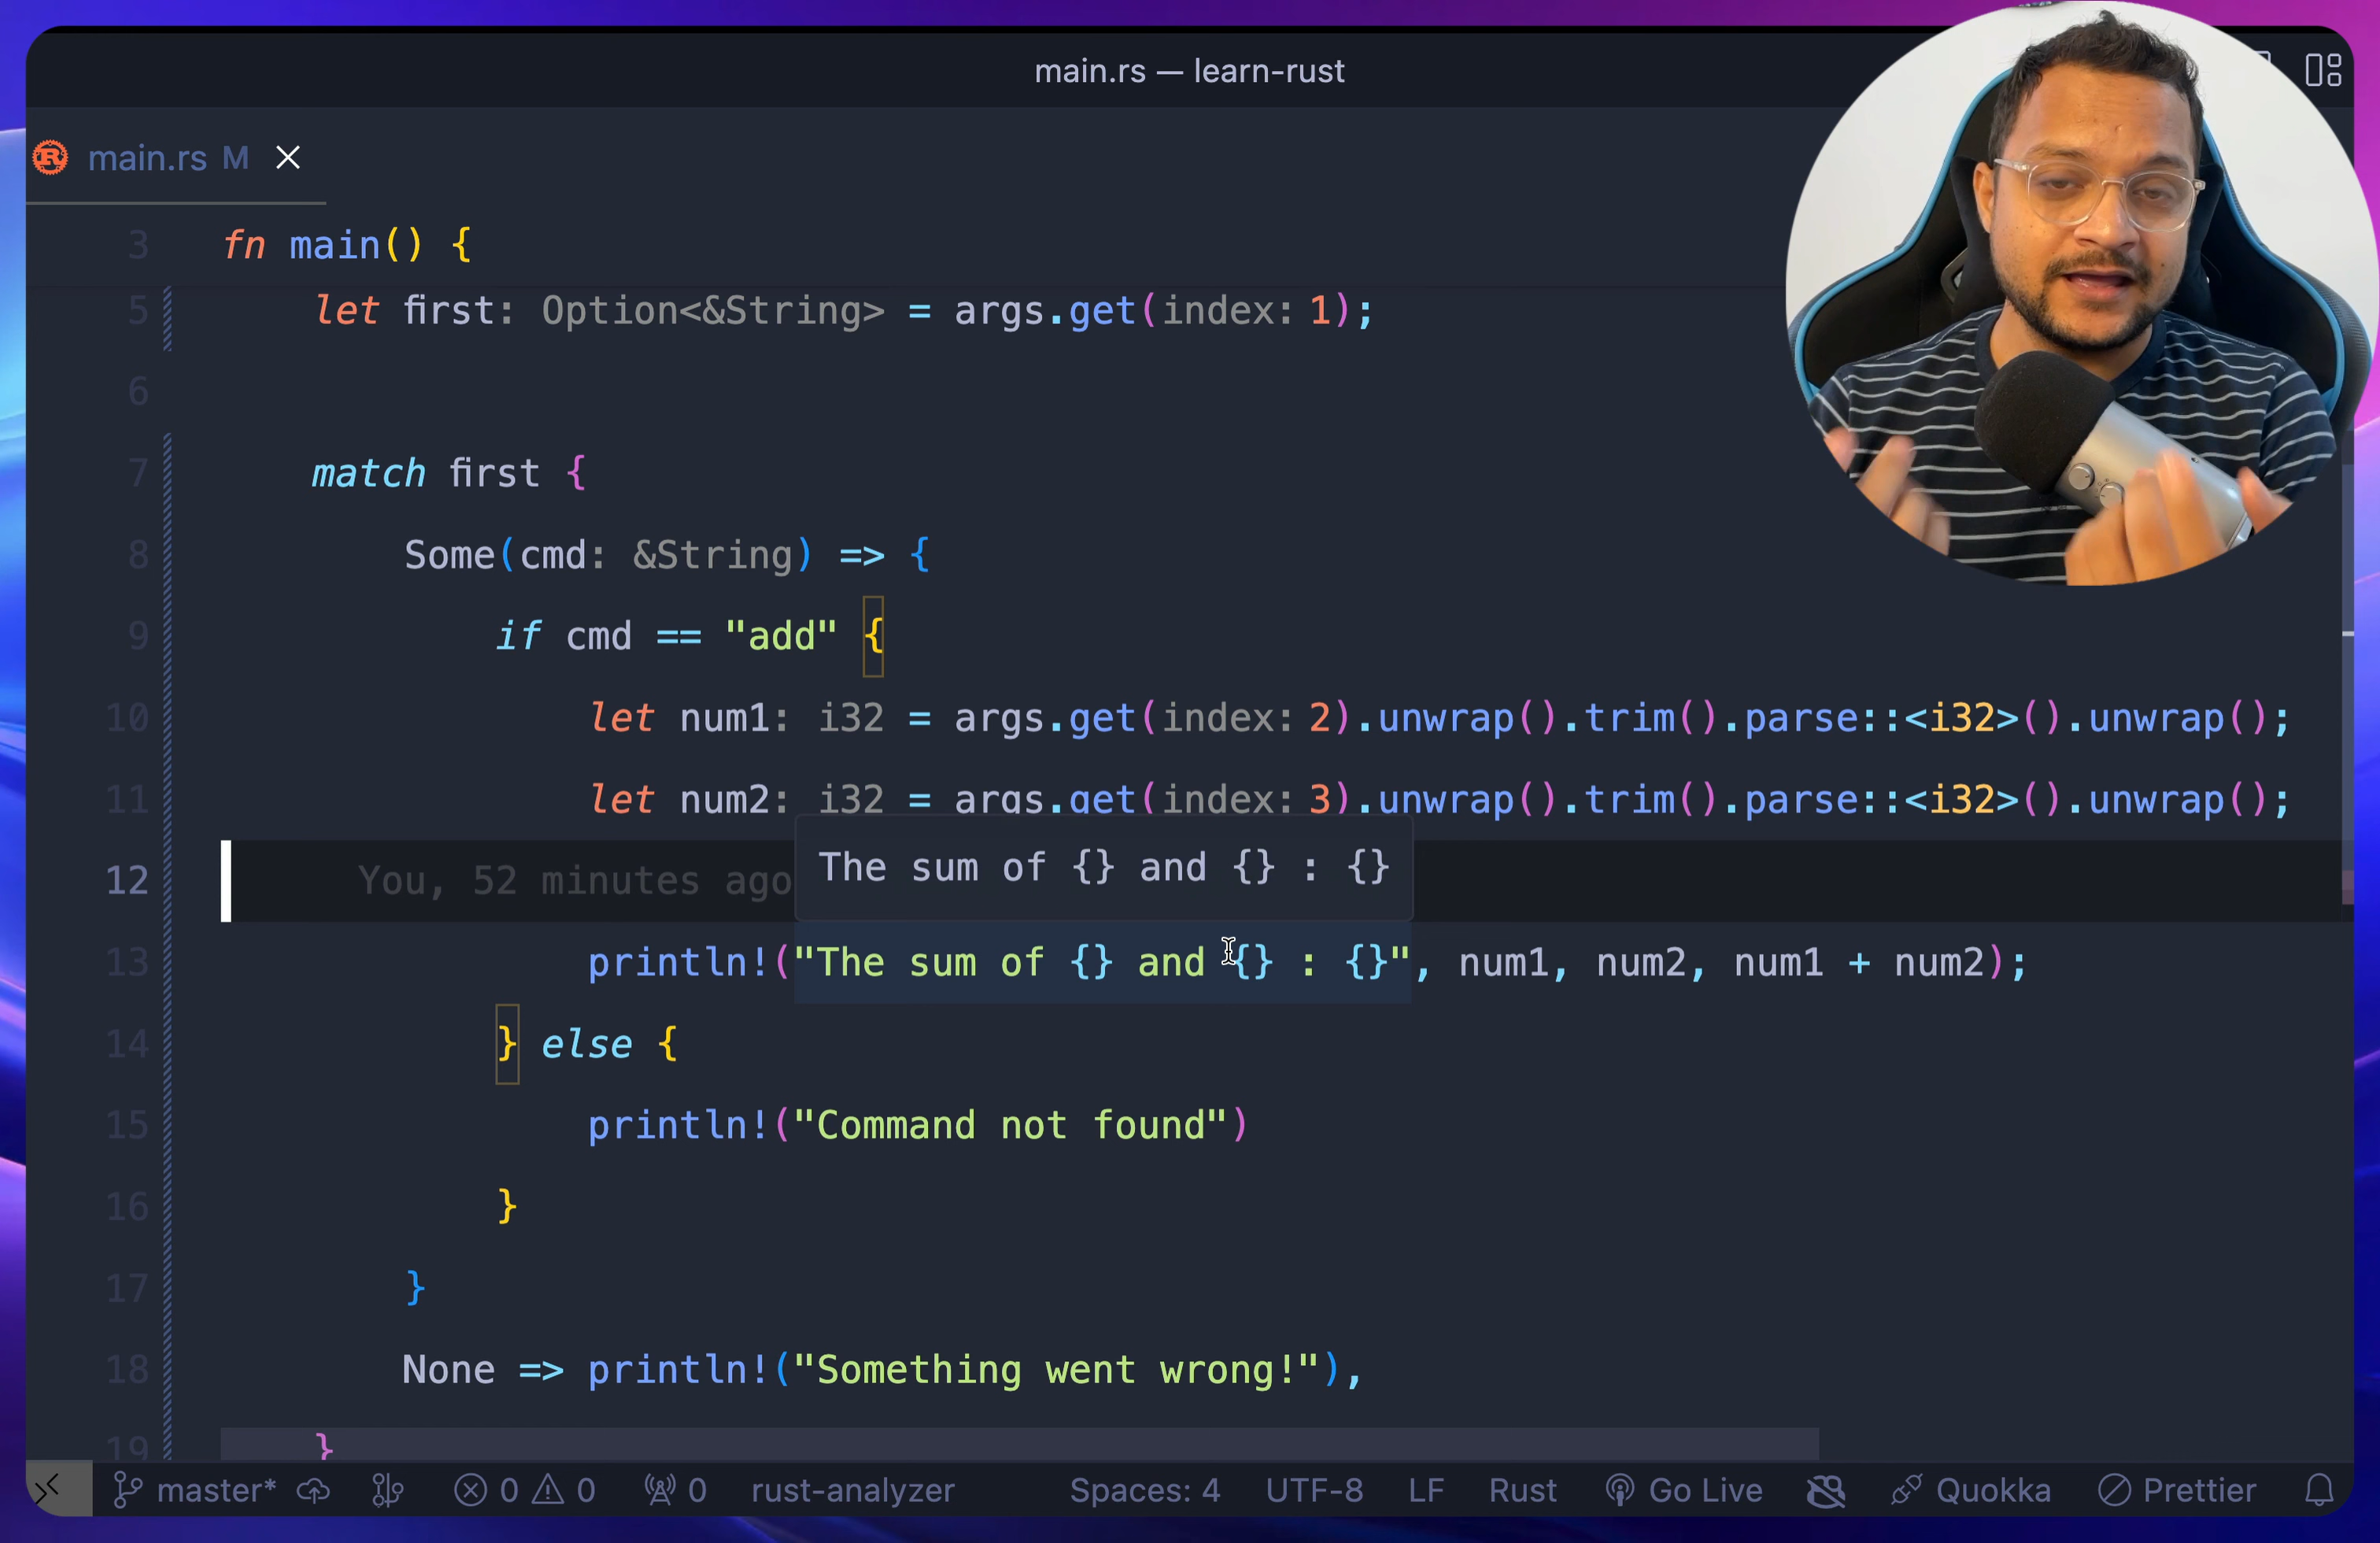 main.rs — learn-rust
main.rs M
3 fn main() {
5 let first: Option<&String> = args.get(index: 1);
6
7 match first {
8 Some(cmd: &String) => {
9 if cmd == "add" {
10 let num1: i32 = args.get(index: 2).unwrap().trim().parse::<i32>().unwrap();
11 let num2: i32 = args.get(index: 3).unwrap().trim().parse::<i32>().unwrap();
The sum of {} and {} : {}
12 You, 52 minutes ago
13 println!("The sum of {} and {} : {}", num1, num2, num1 + num2);
14 } else {
15 println!("Command not found")
16 }
17 }
18 None => println!("Something went wrong!"),
19 }
master* 0 0 0 rust-analyzer Spaces: 4 UTF-8 LF Rust Go Live Quokka Prettier